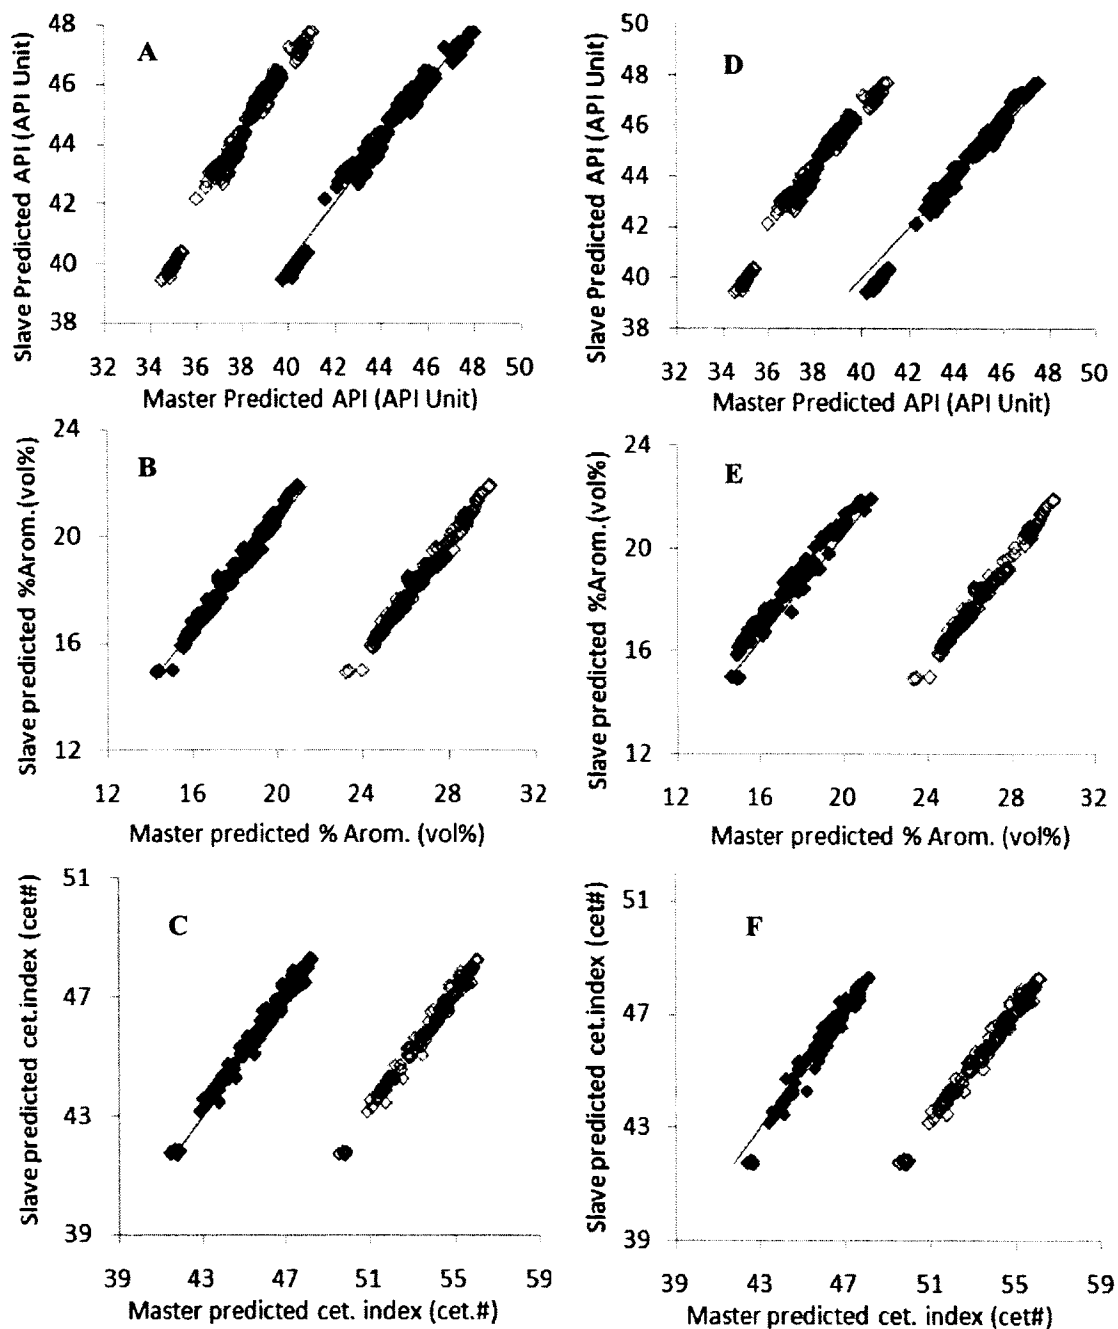 48
46
44
42
40
38
A
Slave Predicted API (API Unit)
32 34 36 38 40 42 44 46 48 50
Master Predicted API (API Unit)
50
48
46
44
42
40
38
D
Slave Predicted API (API Unit)
32 34 36 38 40 42 44 46 48 50
Master Predicted API (API Unit)
24
20
16
12
B
Slave predicted %Arom.(vol%)
12 16 20 24 28 32
Master predicted % Arom. (vol%)
24
20
16
12
E
Slave predicted %Arom.(vol%)
12 16 20 24 28 32
Master predicted % Arom. (vol%)
51
47
43
39
C
Slave predicted cet.index (cet#)
39 43 47 51 55 59
Master predicted cet. index (cet.#)
51
47
43
39
F
Slave predicted cet.index (cet#)
39 43 47 51 55 59
Master predicted cet. index (cet#)